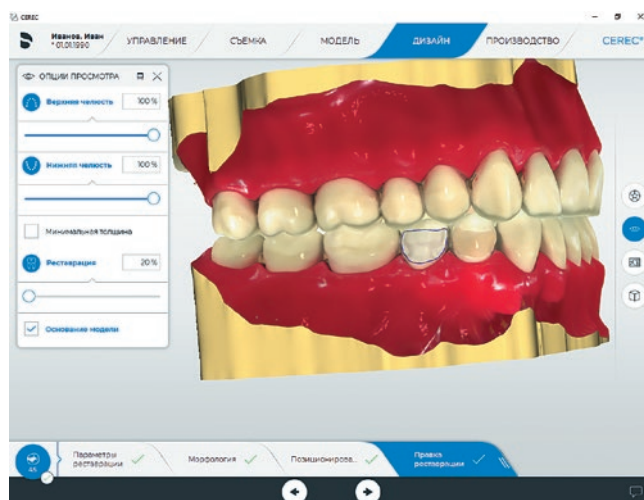 CEREC
Иванов, Иван
* 01.01.1990
УПРАВЛЕНИЕ
СЪЕМКА
МОДЕЛЬ
ДИЗАЙН
ПРОИЗВОДСТВО
CEREC®
ОПЦИИ ПРОСМОТРА
Верхняя челюсть 100 %
Нижняя челюсть 100 %
Минимальная толщина
Реставрация 20 %
Основание модели
Параметры
реставрации
Морфология
Позиционирова...
Правка
реставрации